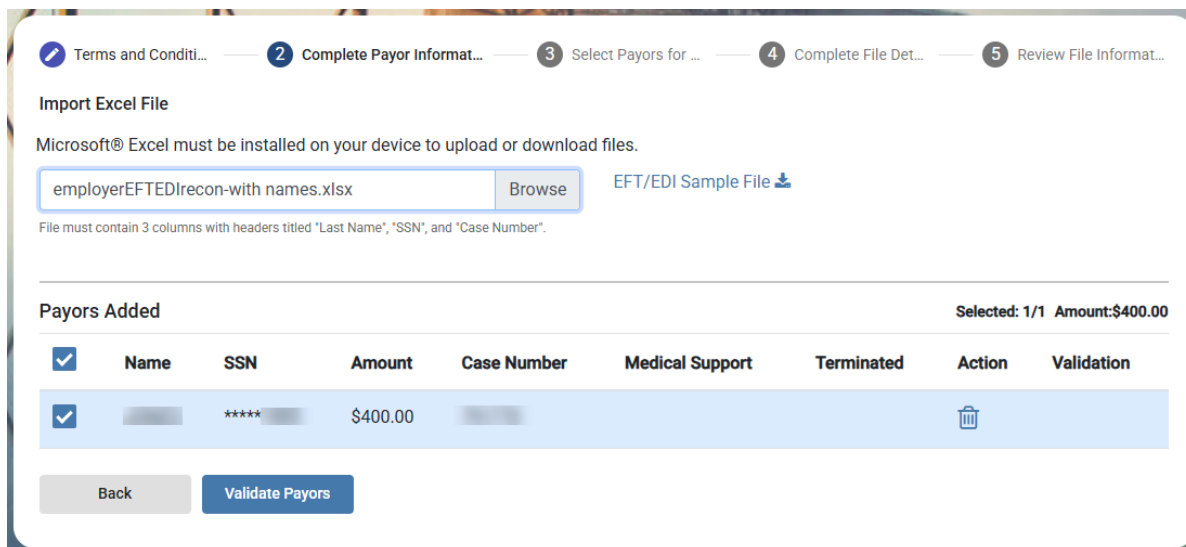 Terms and Conditi... 2 Complete Payor Informat... 3 Select Payors for ... 4 Complete File Det... 5 Review File Informat...
Import Excel File
Microsoft® Excel must be installed on your device to upload or download files.
employerEFTEDIrecon-with names.xlsx Browse EFT/EDI Sample File
File must contain 3 columns with headers titled "Last Name", "SSN", and "Case Number".
Payors Added Selected: 1/1 Amount:$400.00
Name SSN Amount Case Number Medical Support Terminated Action Validation
***** $400.00
Back Validate Payors